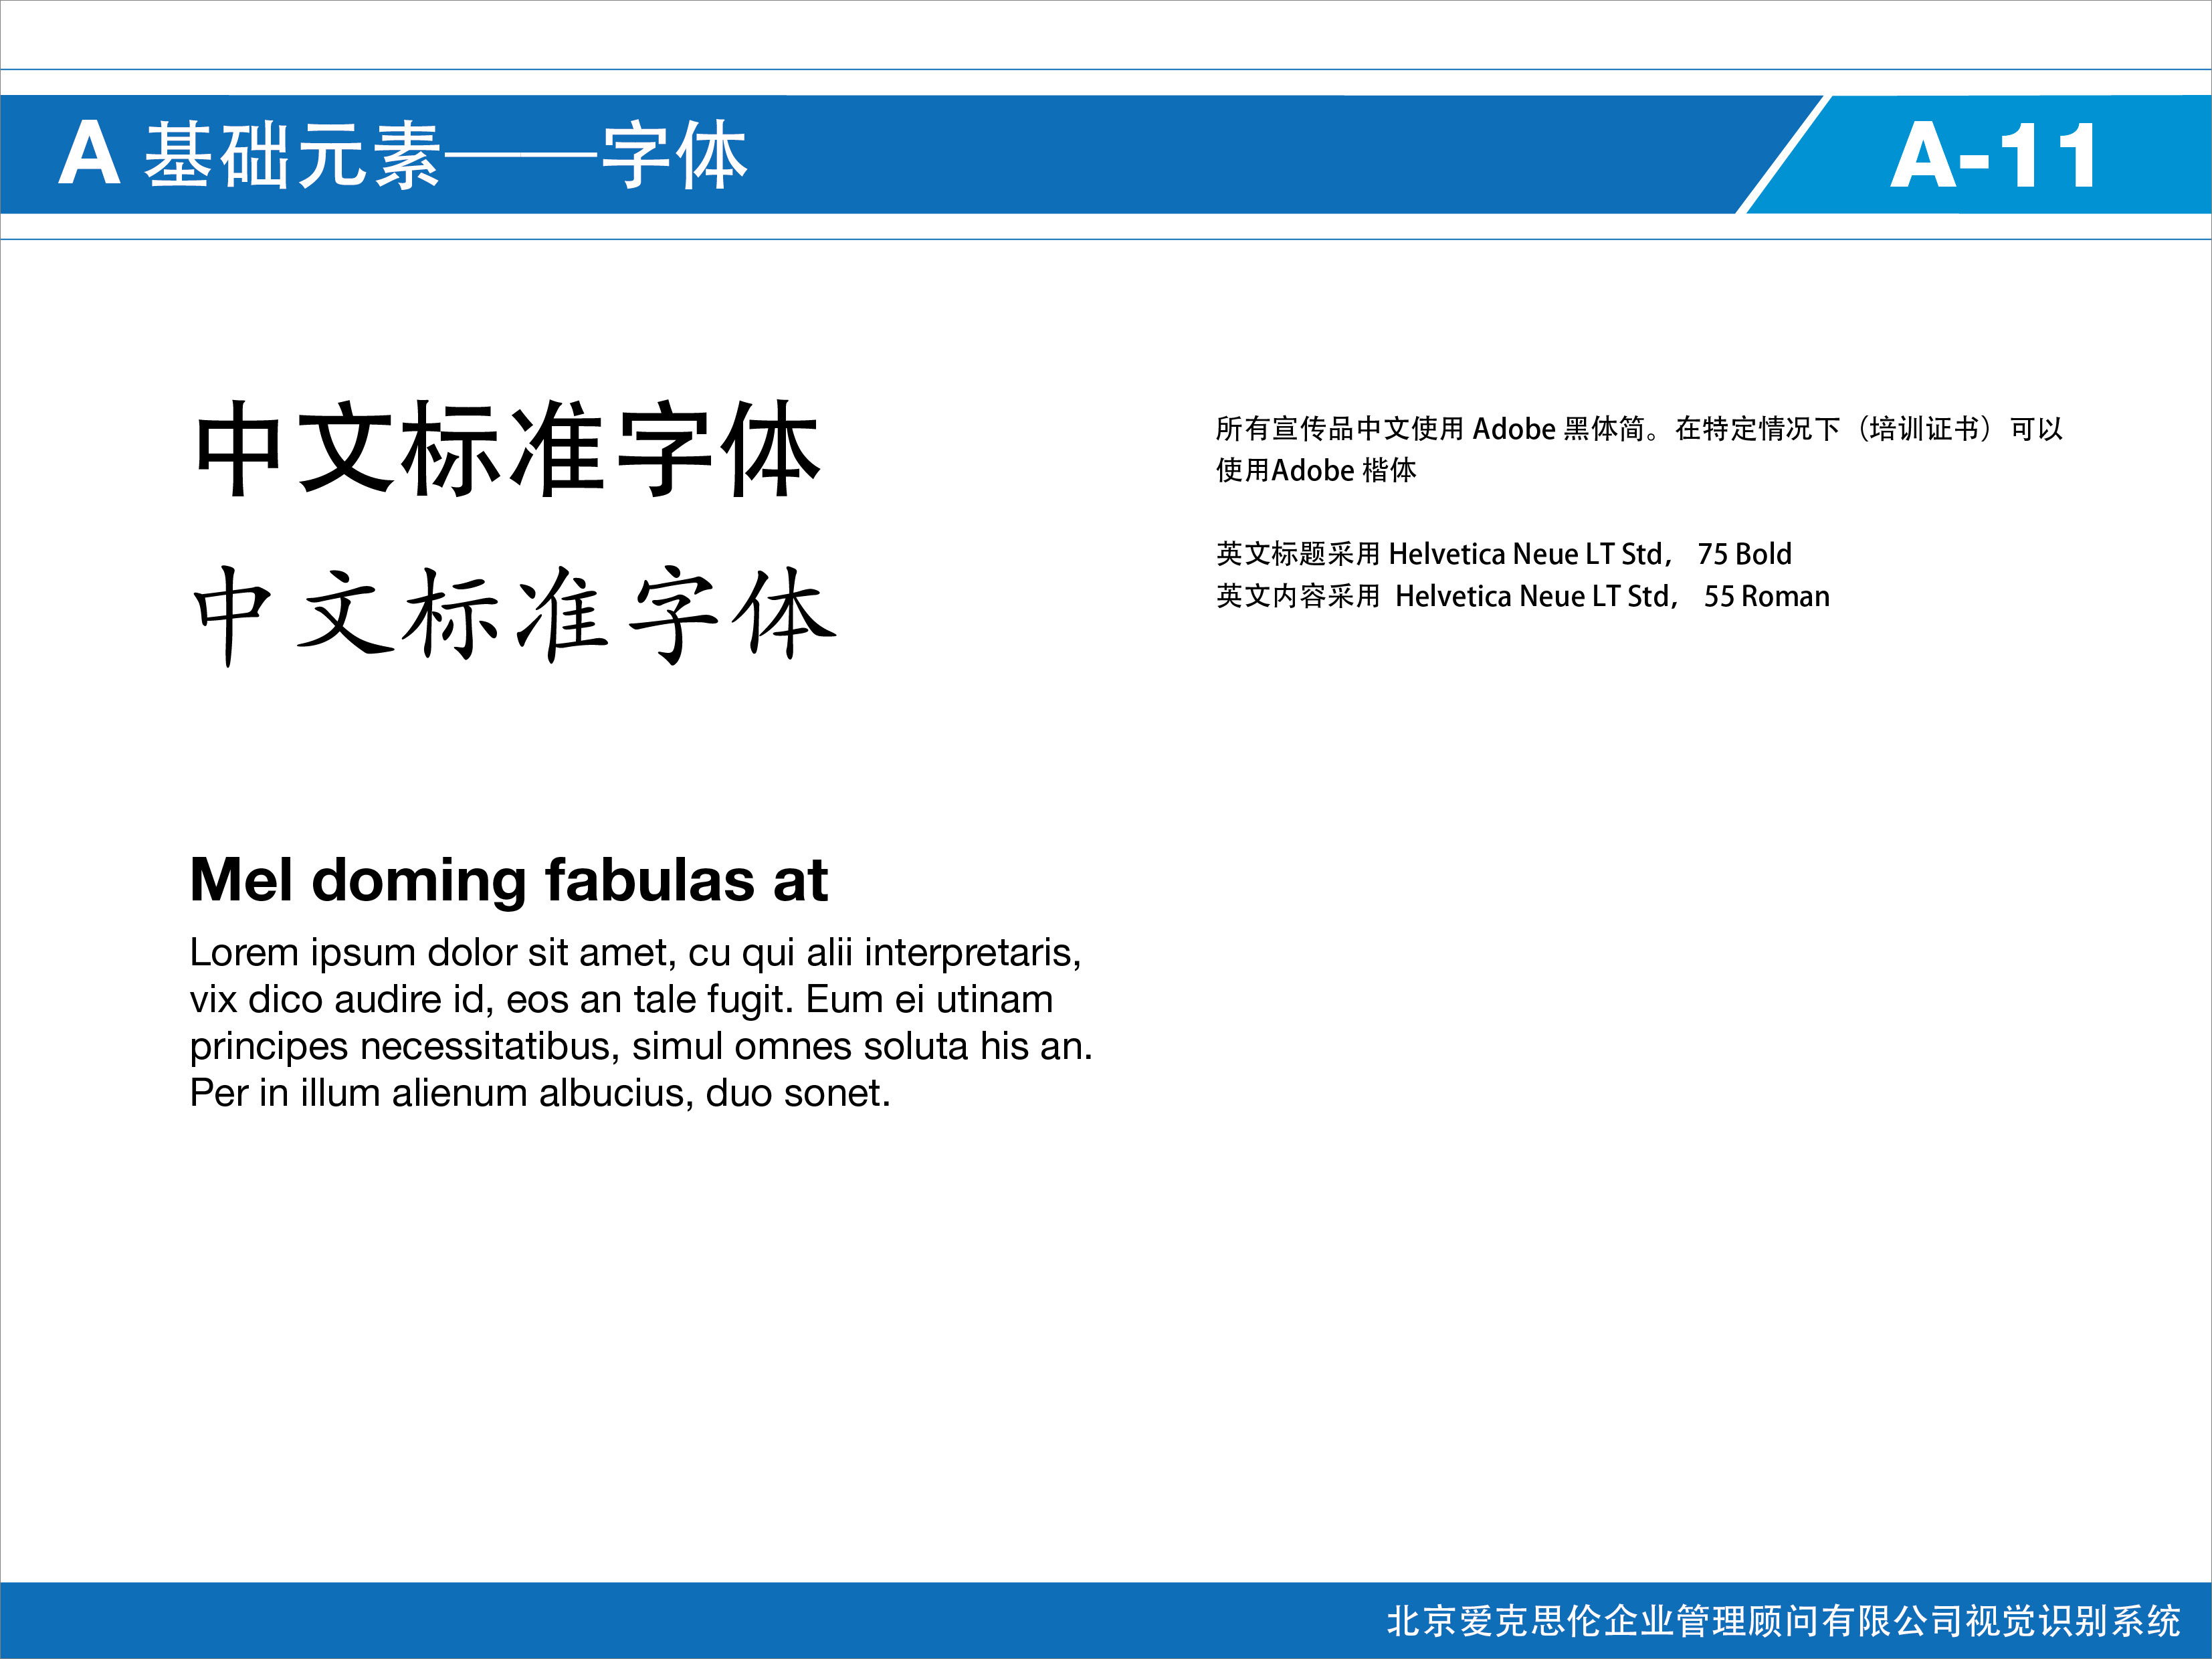 A 基础元素——字体
A-11
中文标准字体
中文标准字体
所有宣传品中文使用 Adobe 黑体简。在特定情况下（培训证书）可以
使用Adobe 楷体
英文标题采用 Helvetica Neue LT Std， 75 Bold
英文内容采用 Helvetica Neue LT Std， 55 Roman
Mel doming fabulas at
Lorem ipsum dolor sit amet, cu qui alii interpretaris,
vix dico audire id, eos an tale fugit. Eum ei utinam
principes necessitatibus, simul omnes soluta his an.
Per in illum alienum albucius, duo sonet.
北京爱克思伦企业管理顾问有限公司视觉识别系统